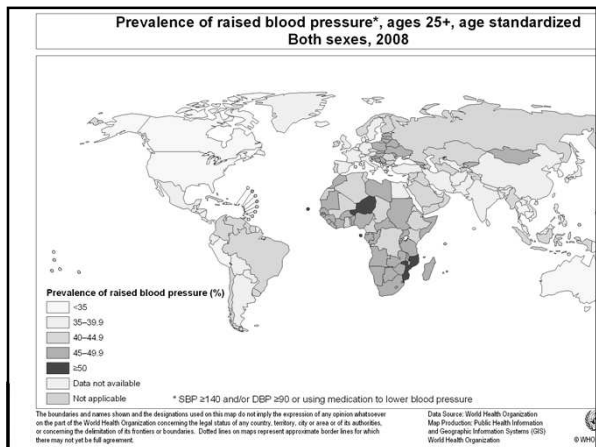 Prevalence of raised blood pressure*, ages 25+, age standardized
Both sexes, 2008
Prevalence of raised blood pressure (%)
<35
35–39.9
40–44.9
45–49.9
≥50
Data not available
Not applicable
* SBP ≥140 and/or DBP ≥90 or using medication to lower blood pressure
The boundaries and names shown and the designations used on this map do not imply the expression of any opinion whatsoever
on the part of the World Health Organization concerning the legal status of any country, territory, city or area or of its authorities,
or concerning the delimitation of its frontiers or boundaries. Dotted lines on maps represent approximate border lines for which
there may not yet be full agreement.
Data Source: World Health Organization
Map Production: Public Health Information
and Geographic Information Systems (GIS)
World Health Organization
© WHO